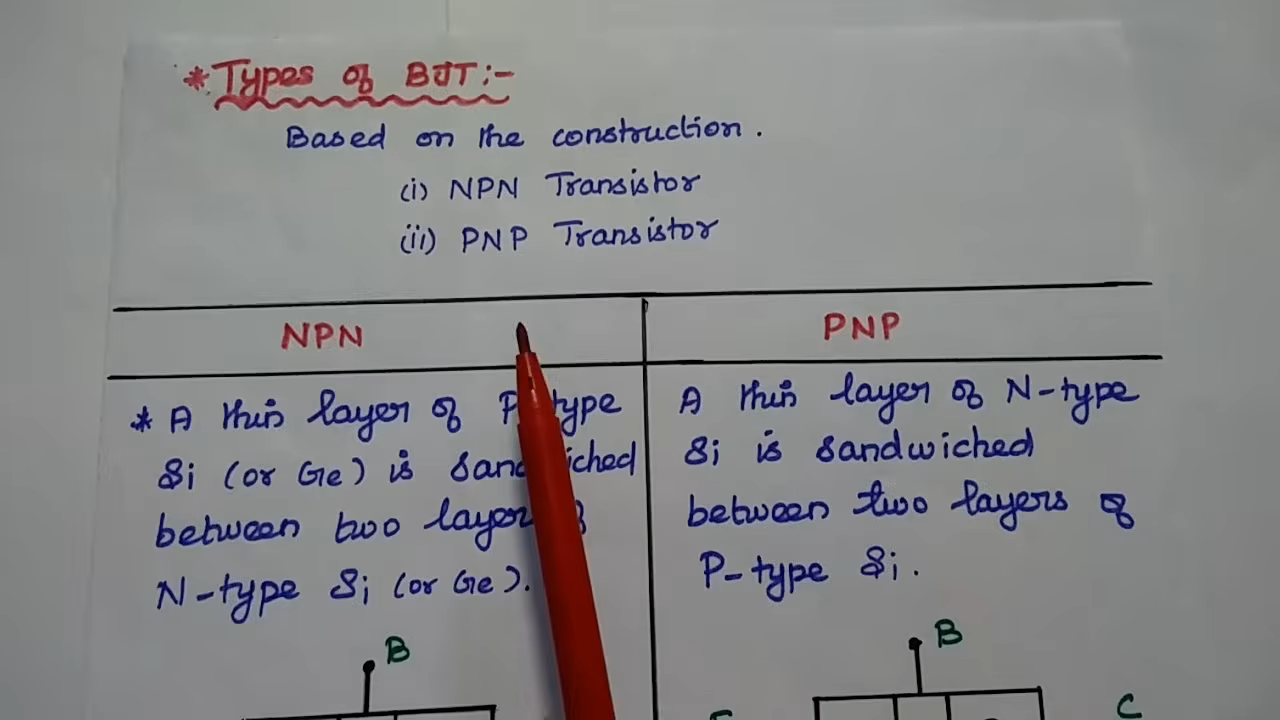 * Types of BJT :-
Based on the construction.
(i) NPN Transistor
(ii) PNP Transistor
NPN
PNP
* A thin layer of P type
Si (or Ge) is
between two
N-type Si (or Ge).
A thin layer of N-type
Si is sandwiched
between two layers of
P-type Si.
B
B
C